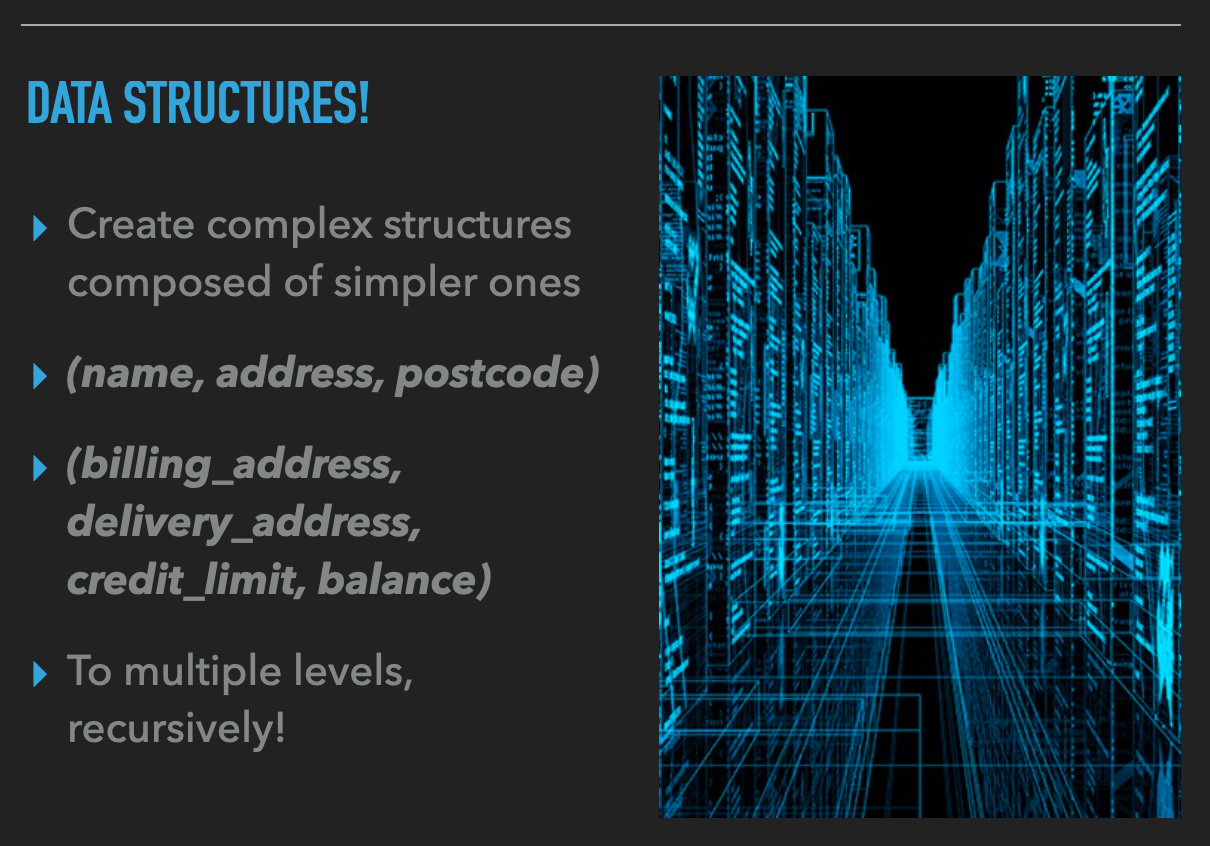 DATA STRUCTURES!
Create complex structures
composed of simpler ones
(name, address, postcode)
(billing_address,
delivery_address,
credit_limit, balance)
To multiple levels,
recursively!